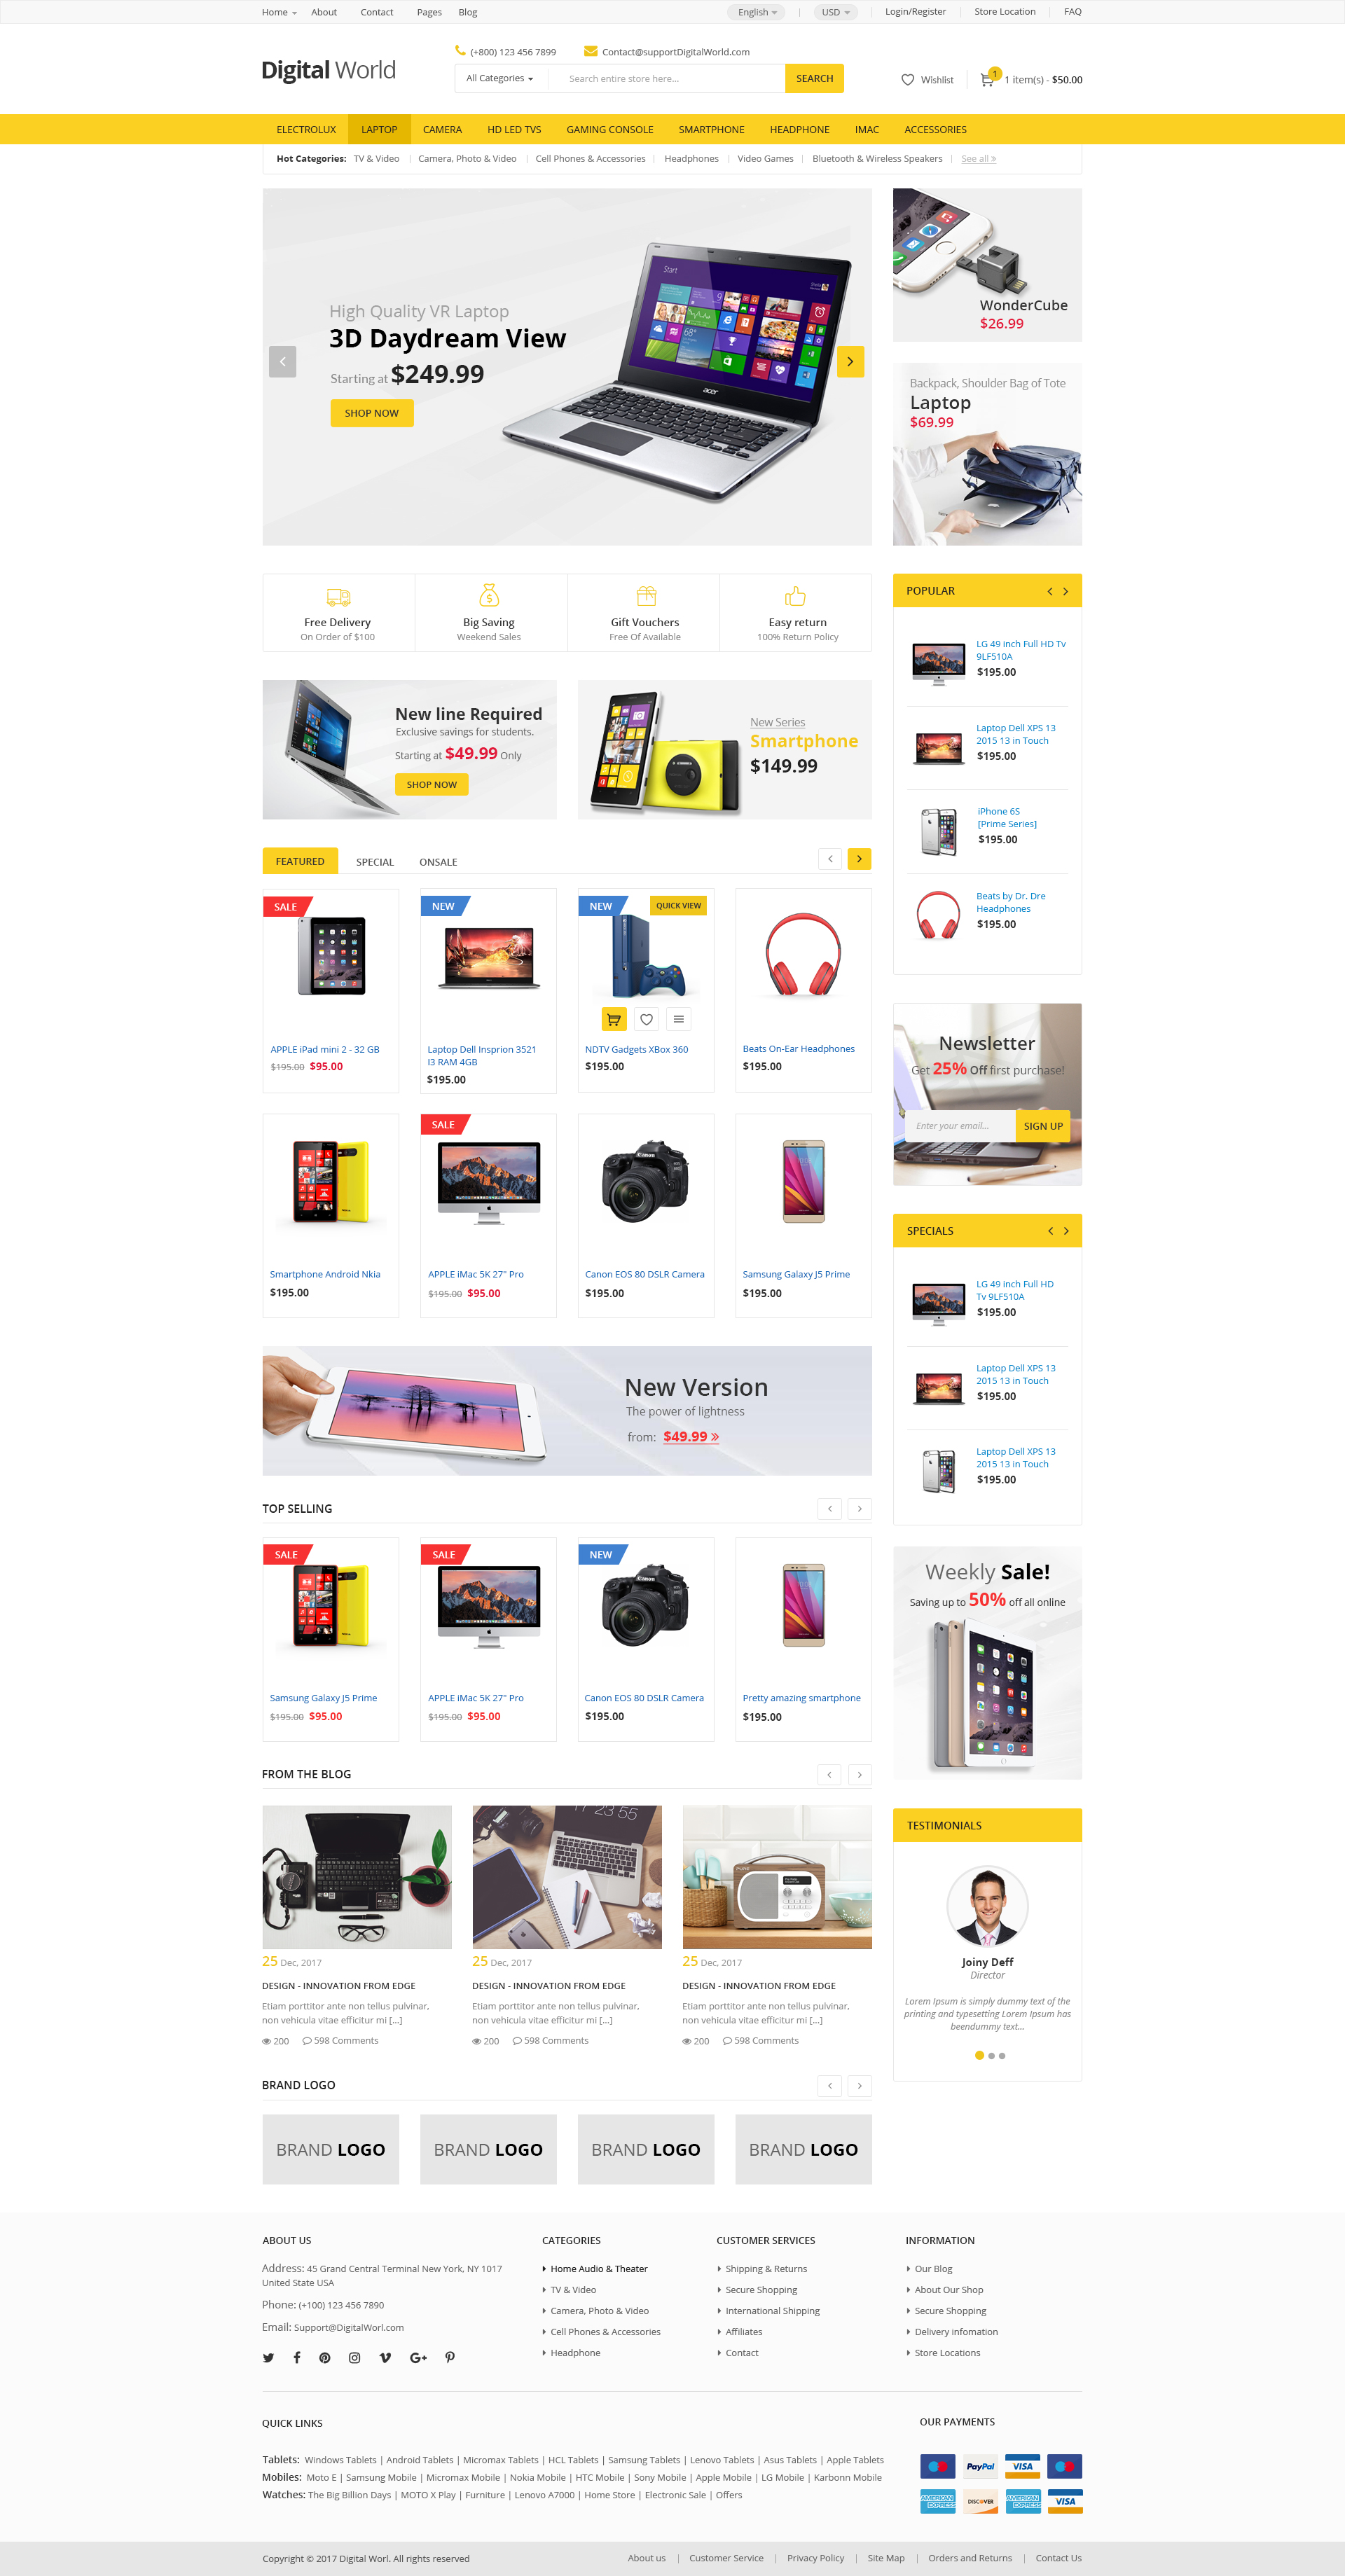 Home
About
Contact
Pages
Blog
English
USD
Login/Register
Store Location
FAQ
Digital World
(+800) 123 456 7899
Contact@supportDigitalWorld.com
All Categories
Search entire store here...
SEARCH
Wishlist
1
1 item(s) - $50.00
ELECTROLUX
LAPTOP
CAMERA
HD LED TVS
GAMING CONSOLE
SMARTPHONE
HEADPHONE
IMAC
ACCESSORIES
Hot Categories: TV & Video | Camera, Photo & Video | Cell Phones & Accessories | Headphones | Video Games | Bluetooth & Wireless Speakers | See all »
High Quality VR Laptop
3D Daydream View
Starting at $249.99
SHOP NOW
Start
acer
WonderCube
$26.99
Backpack, Shoulder Bag of Tote
Laptop
$69.99
Free Delivery
On Order of $100
Big Saving
Weekend Sales
Gift Vouchers
Free Of Available
Easy return
100% Return Policy
New line Required
Exclusive savings for students.
Starting at $49.99 Only
SHOP NOW
New Series
Smartphone
$149.99
POPULAR
LG 49 inch Full HD Tv
9LF510A
$195.00
Laptop Dell XPS 13
2015 13 in Touch
$195.00
iPhone 6S
[Prime Series]
$195.00
Beats by Dr. Dre
Headphones
$195.00
FEATURED
SPECIAL
ONSALE
SALE
APPLE iPad mini 2 - 32 GB
$195.00 $95.00
NEW
Laptop Dell Insprion 3521
I3 RAM 4GB
$195.00
NEW
QUICK VIEW
NDTV Gadgets XBox 360
$195.00
Beats On-Ear Headphones
$195.00
Smartphone Android Nkia
$195.00
SALE
APPLE iMac 5K 27" Pro
$195.00 $95.00
Canon
Canon EOS 80 DSLR Camera
$195.00
Samsung Galaxy J5 Prime
$195.00
Newsletter
Get 25% Off first purchase!
Enter your email...
SIGN UP
SPECIALS
LG 49 inch Full HD
Tv 9LF510A
$195.00
Laptop Dell XPS 13
2015 13 in Touch
$195.00
Laptop Dell XPS 13
2015 13 in Touch
$195.00
New Version
The power of lightness
from: $49.99 »
TOP SELLING
SALE
Samsung Galaxy J5 Prime
$195.00 $95.00
SALE
APPLE iMac 5K 27" Pro
$195.00 $95.00
NEW
Canon
Canon EOS 80 DSLR Camera
$195.00
Pretty amazing smartphone
$195.00
Weekly Sale!
Saving up to 50% off all online
FROM THE BLOG
23 55
25 Dec, 2017
DESIGN - INNOVATION FROM EDGE
Etiam porttitor ante non tellus pulvinar,
non vehicula vitae efficitur mi [...]
200
598 Comments
25 Dec, 2017
DESIGN - INNOVATION FROM EDGE
Etiam porttitor ante non tellus pulvinar,
non vehicula vitae efficitur mi [...]
200
598 Comments
25 Dec, 2017
DESIGN - INNOVATION FROM EDGE
Etiam porttitor ante non tellus pulvinar,
non vehicula vitae efficitur mi [...]
200
598 Comments
TESTIMONIALS
Joiny Deff
Director
Lorem Ipsum is simply dummy text of the
printing and typesetting Lorem Ipsum has
beendummy text...
BRAND LOGO
BRAND LOGO
BRAND LOGO
BRAND LOGO
BRAND LOGO
ABOUT US
Address: 45 Grand Central Terminal New York, NY 1017
United State USA
Phone: (+100) 123 456 7890
Email: Support@DigitalWorl.com
CATEGORIES
Home Audio & Theater
TV & Video
Camera, Photo & Video
Cell Phones & Accessories
Headphone
CUSTOMER SERVICES
Shipping & Returns
Secure Shopping
International Shipping
Affiliates
Contact
INFORMATION
Our Blog
About Our Shop
Secure Shopping
Delivery infomation
Store Locations
QUICK LINKS
Tablets: Windows Tablets | Android Tablets | Micromax Tablets | HCL Tablets | Samsung Tablets | Lenovo Tablets | Asus Tablets | Apple Tablets
Mobiles: Moto E | Samsung Mobile | Micromax Mobile | Nokia Mobile | HTC Mobile | Sony Mobile | Apple Mobile | LG Mobile | Karbonn Mobile
Watches: The Big Billion Days | MOTO X Play | Furniture | Lenovo A7000 | Home Store | Electronic Sale | Offers
OUR PAYMENTS
PayPal
VISA
AMERICAN EXPRESS
DISCOVER
AMERICAN EXPRESS
VISA
Copyright © 2017 Digital Worl. All rights reserved
About us | Customer Service | Privacy Policy | Site Map | Orders and Returns | Contact Us